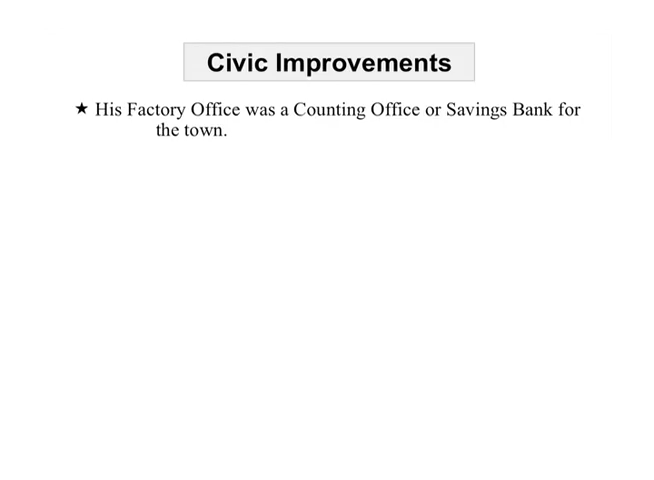 Civic Improvements
★ His Factory Office was a Counting Office or Savings Bank for
the town.